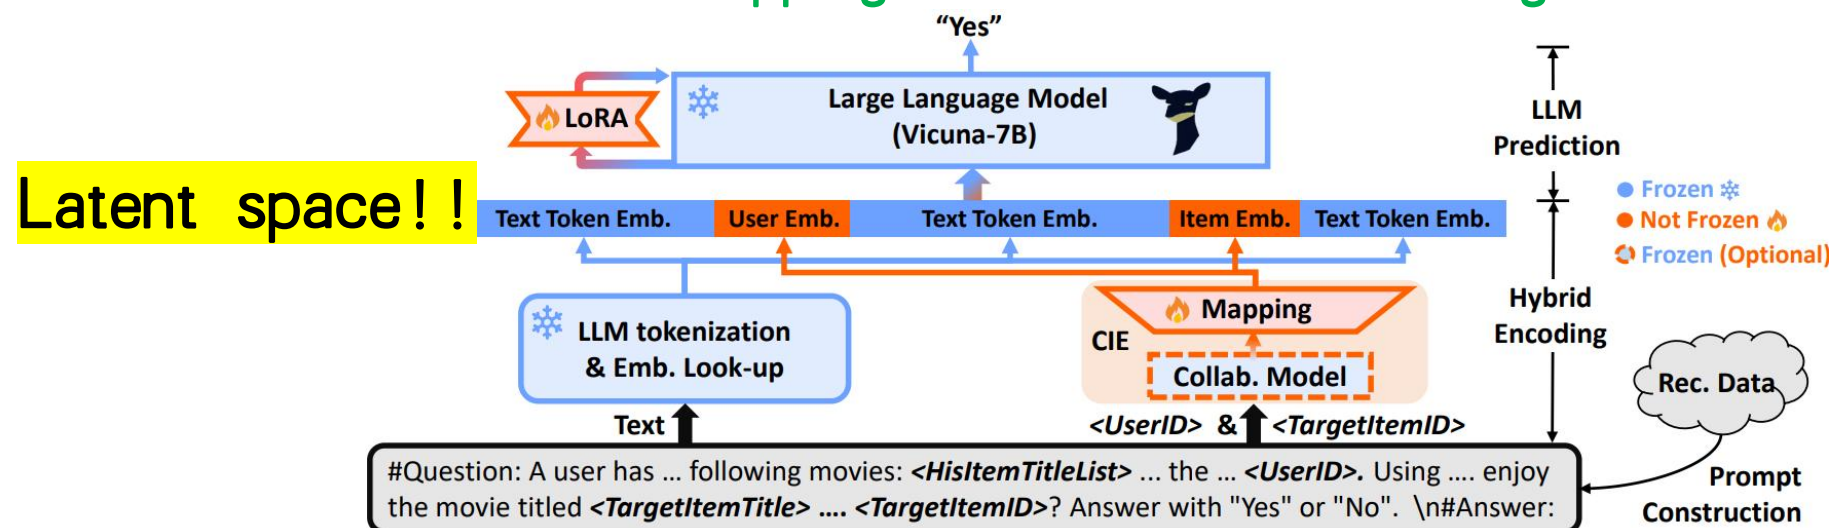 "Yes"
LoRA
Large Language Model
(Vicuna-7B)
LLM
Prediction
Latent space!!
Text Token Emb.
User Emb.
Text Token Emb.
Item Emb.
Text Token Emb.
Frozen
Not Frozen
Frozen (Optional)
LLM tokenization
& Emb. Look-up
Mapping
CIE
Collab. Model
Hybrid
Encoding
Rec. Data
Text
<UserID> & <TargetItemID>
#Question: A user has ... following movies: <HisItemTitleList> ... the ... <UserID>. Using .... enjoy
the movie titled <TargetItemTitle> .... <TargetItemID>? Answer with "Yes" or "No". \n#Answer:
Prompt
Construction